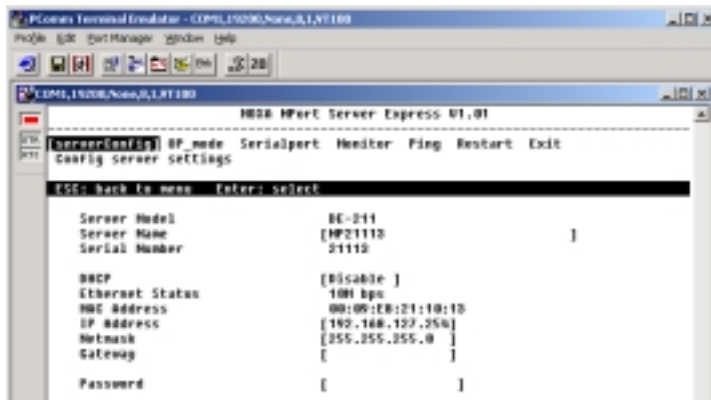 PComm Terminal Emulator - COM1,19200,None,8,1,VT100
Profile Edit Port Manager Window Help
COM1,19200,None,8,1,VT100
MOXA NPort Server Express V1.01
[serverConfig] OP_mode Serialport Monitor Ping Restart Exit
Config server settings
ESC: back to menu Enter: select
Server Model DE-211
Server Name [NP21113 ]
Serial Number 21113
DHCP [Disable ]
Ethernet Status 10M bps
MAC Address 00:09:E8:21:10:13
IP Address [192.168.127.254]
Netmask [255.255.255.0 ]
Gateway [ ]
Password [ ]